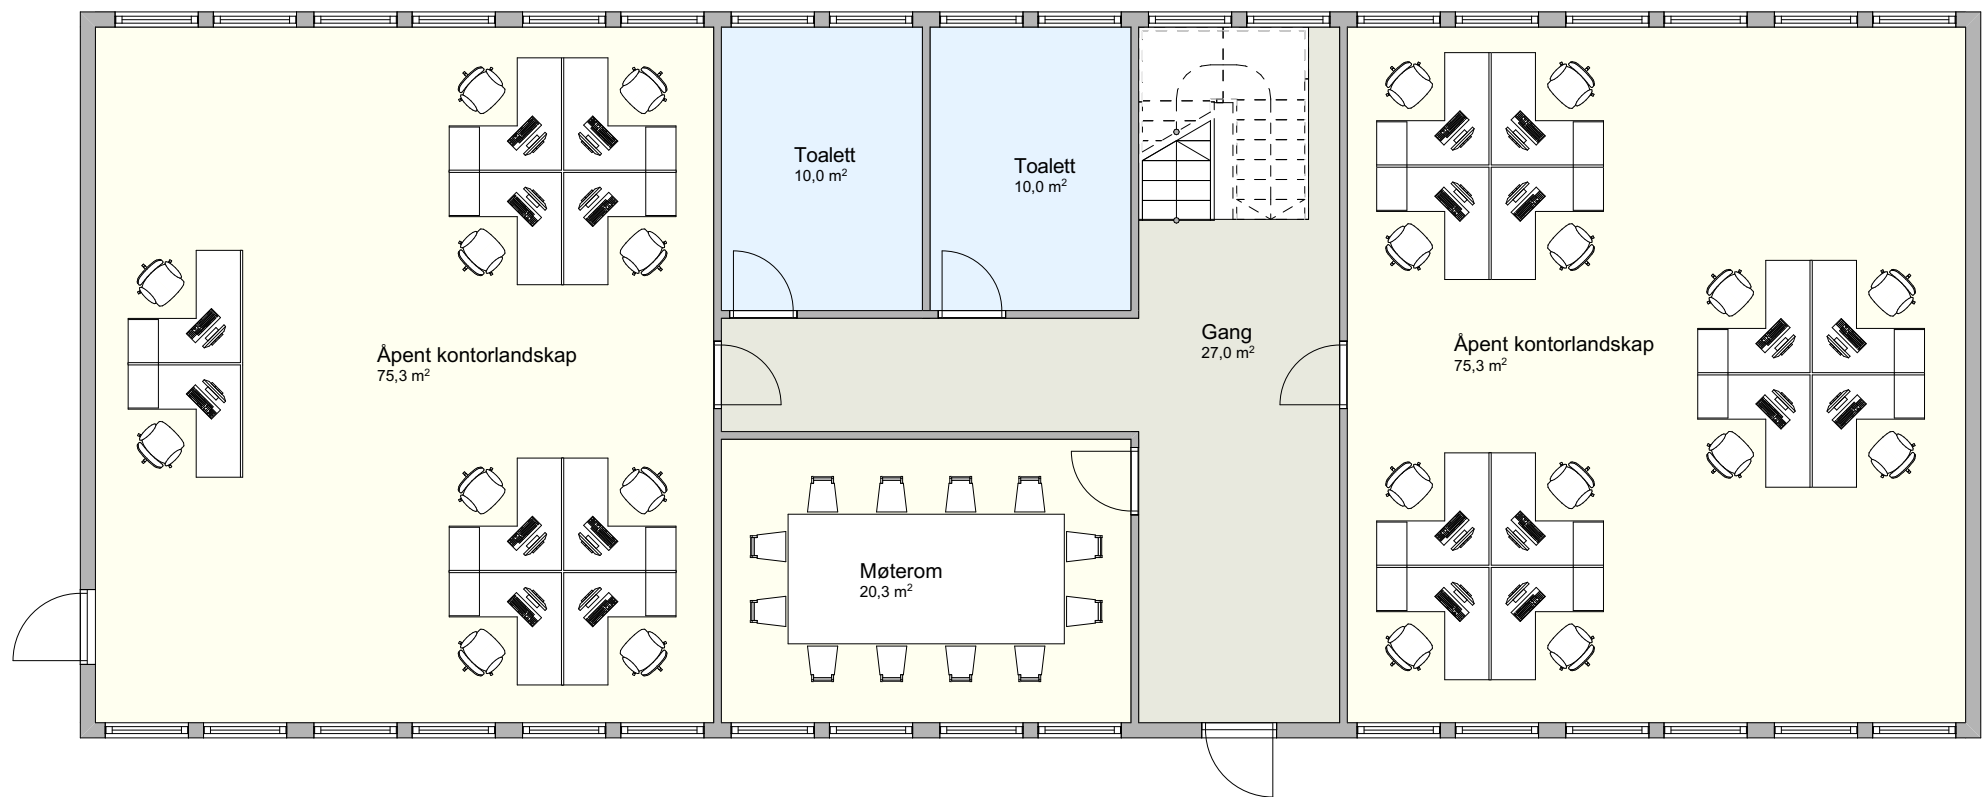 Toalett
10,0 m²
Toalett
10,0 m²
Gang
27,0 m²
Åpent kontorlandskap
75,3 m²
Åpent kontorlandskap
75,3 m²
Møterom
20,3 m²